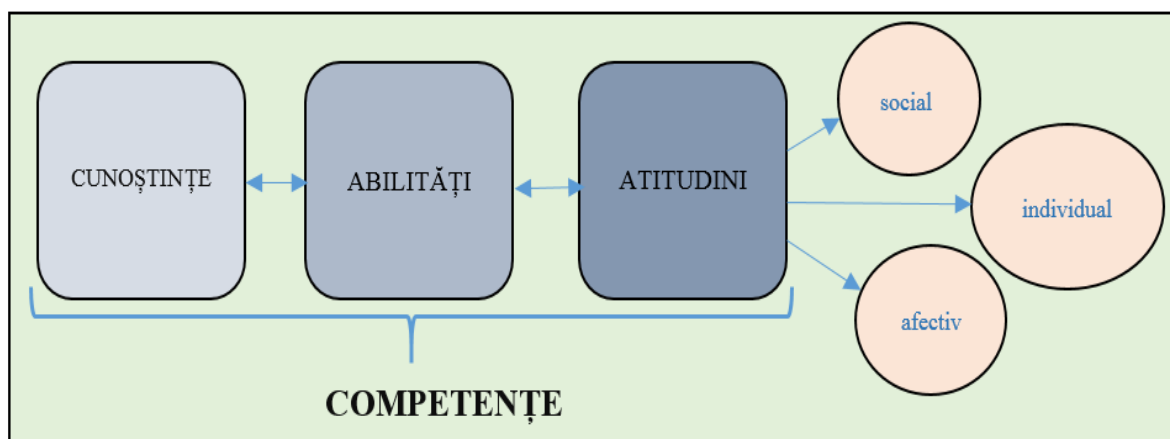 CUNOȘTINȚE
ABILITĂȚI
ATITUDINI
social
individual
afectiv
COMPETENȚE